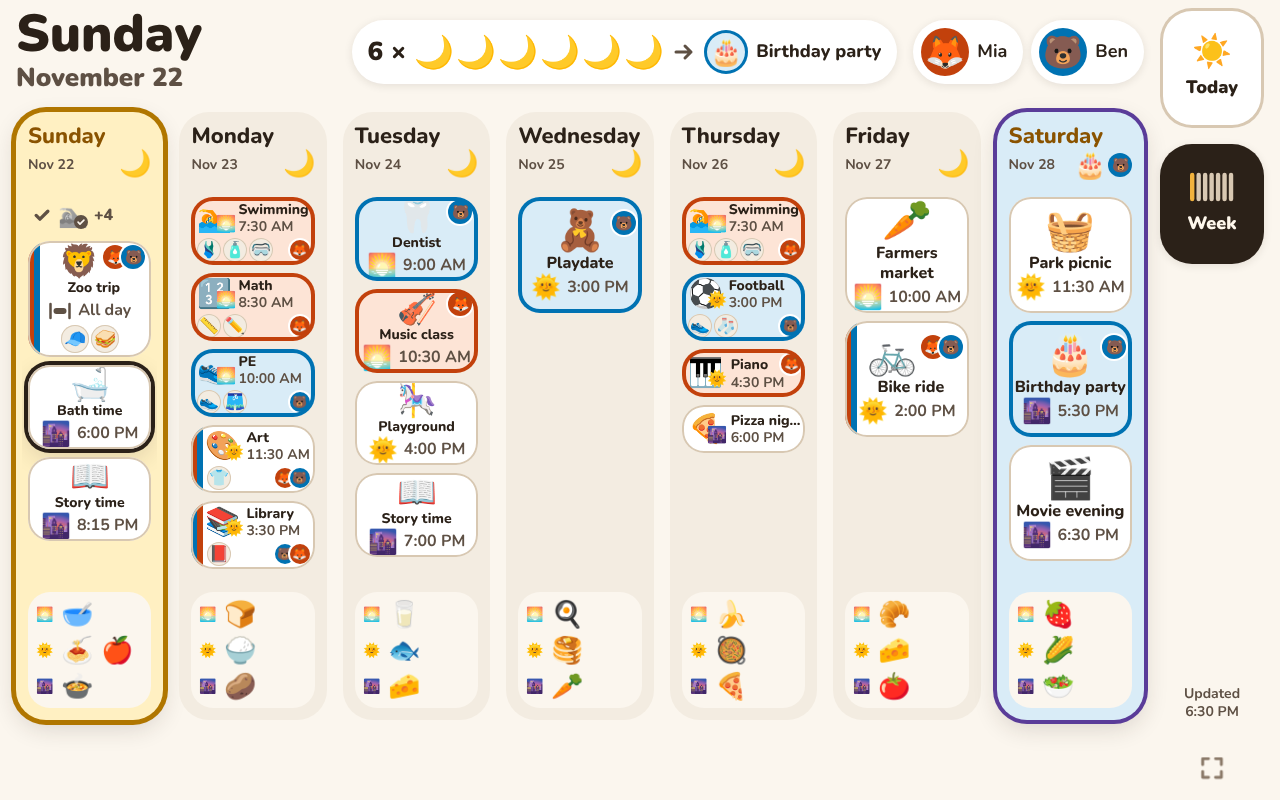 Sunday
November 22
6 × → Birthday party
Mia
Ben
Today
Week
Updated
6:30 PM
Sunday
Nov 22
+4
Zoo trip
All day
Bath time
6:00 PM
Story time
8:15 PM
Monday
Nov 23
Swimming
7:30 AM
Math
8:30 AM
PE
10:00 AM
Art
11:30 AM
Library
3:30 PM
Tuesday
Nov 24
Dentist
9:00 AM
Music class
10:30 AM
Playground
4:00 PM
Story time
7:00 PM
Wednesday
Nov 25
Playdate
3:00 PM
Thursday
Nov 26
Swimming
7:30 AM
Football
3:00 PM
Piano
4:30 PM
Pizza nig...
6:00 PM
Friday
Nov 27
Farmers
market
10:00 AM
Bike ride
2:00 PM
Saturday
Nov 28
Park picnic
11:30 AM
Birthday party
5:30 PM
Movie evening
6:30 PM